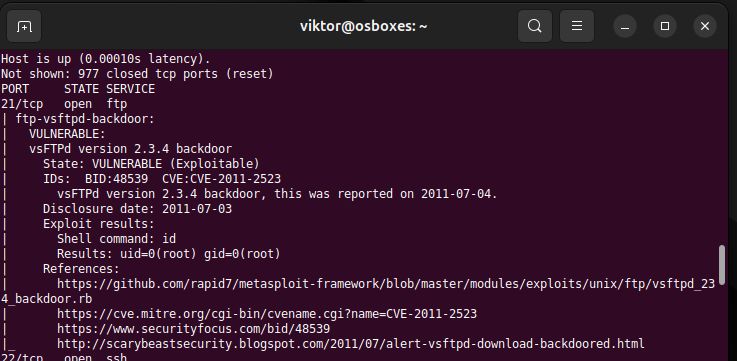 viktor@osboxes: ~
Host is up (0.00010s latency).
Not shown: 977 closed tcp ports (reset)
PORT     STATE SERVICE
21/tcp   open  ftp
| ftp-vsftpd-backdoor:
|   VULNERABLE:
|   vsFTPd version 2.3.4 backdoor
|     State: VULNERABLE (Exploitable)
|     IDs:  BID:48539  CVE:CVE-2011-2523
|       vsFTPd version 2.3.4 backdoor, this was reported on 2011-07-04.
|     Disclosure date: 2011-07-03
|     Exploit results:
|       Shell command: id
|       Results: uid=0(root) gid=0(root)
|     References:
|       https://github.com/rapid7/metasploit-framework/blob/master/modules/exploits/unix/ftp/vsftpd_23
4_backdoor.rb
|       https://cve.mitre.org/cgi-bin/cvename.cgi?name=CVE-2011-2523
|       https://www.securityfocus.com/bid/48539
|_      http://scarybeastsecurity.blogspot.com/2011/07/alert-vsftpd-download-backdoored.html
22/tcp   open  ssh